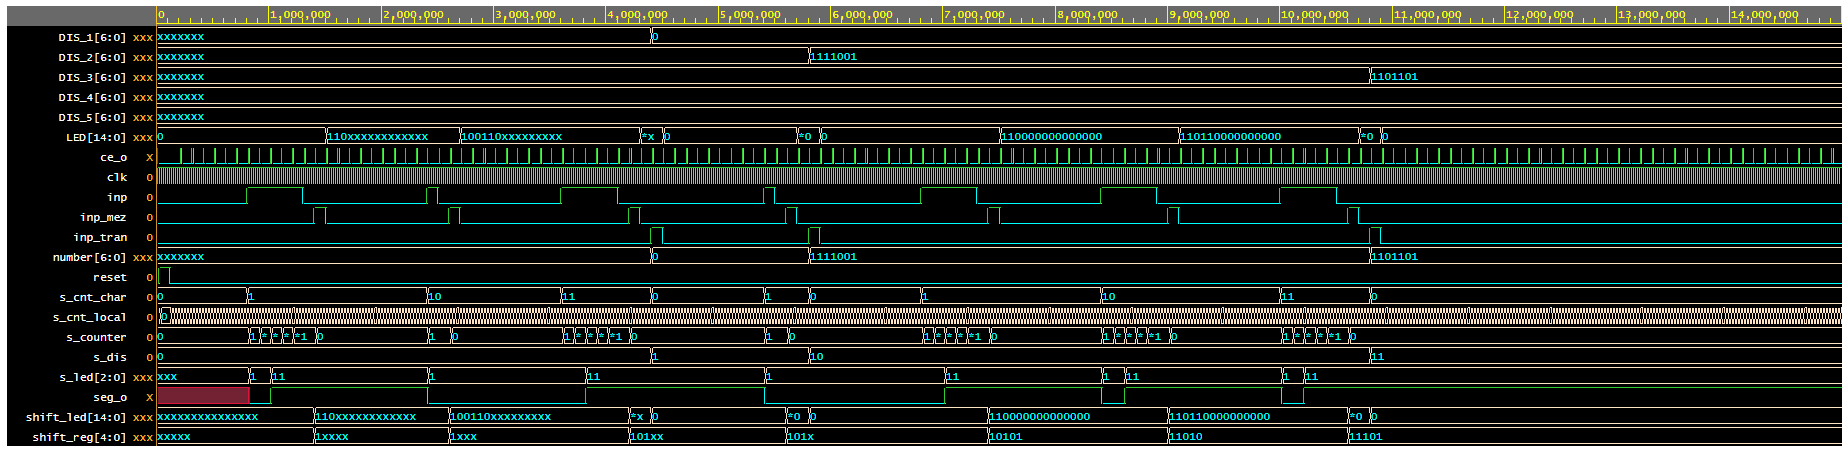 0 1,000,000 2,000,000 3,000,000 4,000,000 5,000,000 6,000,000 7,000,000 8,000,000 9,000,000 10,000,000 11,000,000 12,000,000 13,000,000 14,000,000
DIS_1[6:0] xxx xxxxxxx 0
DIS_2[6:0] xxx xxxxxxx 1111001
DIS_3[6:0] xxx xxxxxxx 1101101
DIS_4[6:0] xxx xxxxxxx
DIS_5[6:0] xxx xxxxxxx
LED[14:0] xxx 0 110xxxxxxxxxxxx 100110xxxxxxxxx *x 0 *0 0 110000000000000 110110000000000 *0 0
ce_o x
clk 0
inp 0
inp_mez 0
inp_tran 0
number[6:0] xxx xxxxxxx 0 1111001 1101101
reset 0
s_cnt_char 0 0 1 10 11 0 1 0 1 10 11 0
s_cnt_local 0 0
s_counter 0 0 1 * * * *1 0 1 0 1 * * * *1 0 1 0 1 * * * *1 0 1 * * * *1 0 1 * * * *1 0
s_dis 0 0 1 10 11
s_led[2:0] xxx xxx 1 11 1 11 1 11 1 11 1 11
seg_o x
shift_led[14:0] xxx xxxxxxxxxxxxxxx 110xxxxxxxxxxxx 100110xxxxxxxxx *x 0 *0 0 110000000000000 110110000000000 *0 0
shift_reg[4:0] xxx xxxxx 1xxxx 1xxx 101xx 101x 10101 11010 11101